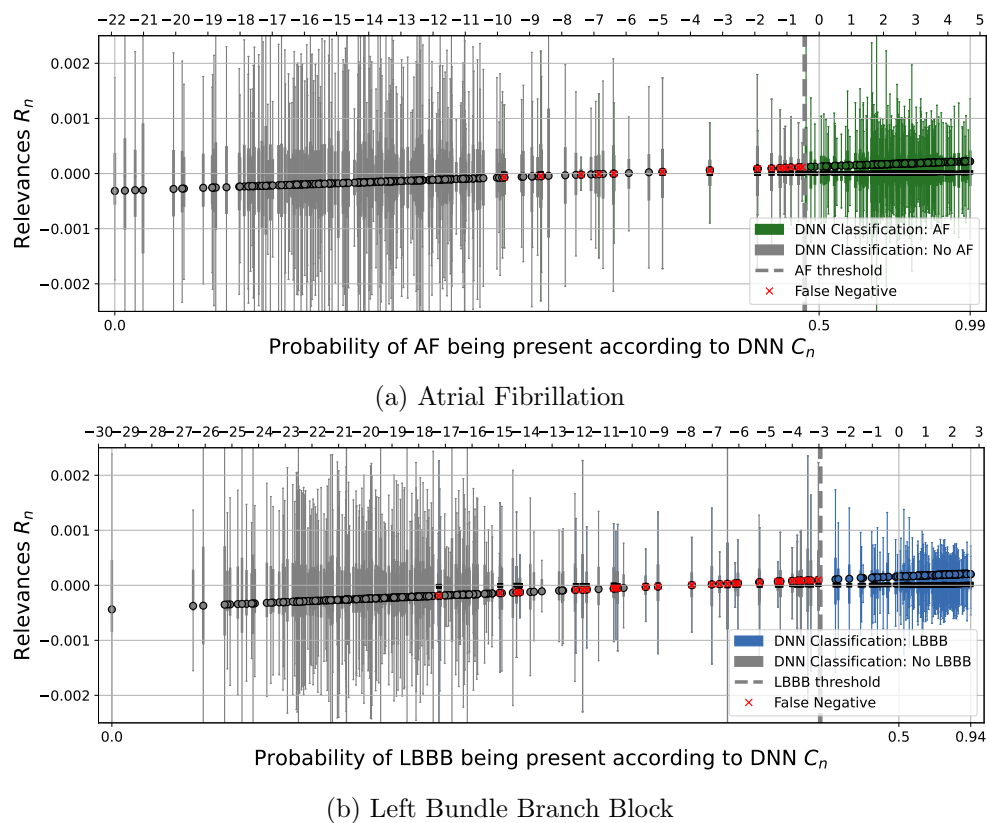 −22 −21 −20 −19 −18 −17 −16 −15 −14 −13 −12 −11 −10 −9 −8 −7 −6 −5 −4 −3 −2 −1 0 1 2 3 4 5
Relevances Rₙ
0.002
0.001
0.000
−0.001
−0.002
DNN Classification: AF
DNN Classification: No AF
AF threshold
False Negative
0.0 0.5 0.99
Probability of AF being present according to DNN Cₙ
(a) Atrial Fibrillation
−30 −29 −28 −27 −26 −25 −24 −23 −22 −21 −20 −19 −18 −17 −16 −15 −14 −13 −12 −11 −10 −9 −8 −7 −6 −5 −4 −3 −2 −1 0 1 2 3
Relevances Rₙ
0.002
0.001
0.000
−0.001
−0.002
DNN Classification: LBBB
DNN Classification: No LBBB
LBBB threshold
False Negative
0.0 0.5 0.94
Probability of LBBB being present according to DNN Cₙ
(b) Left Bundle Branch Block